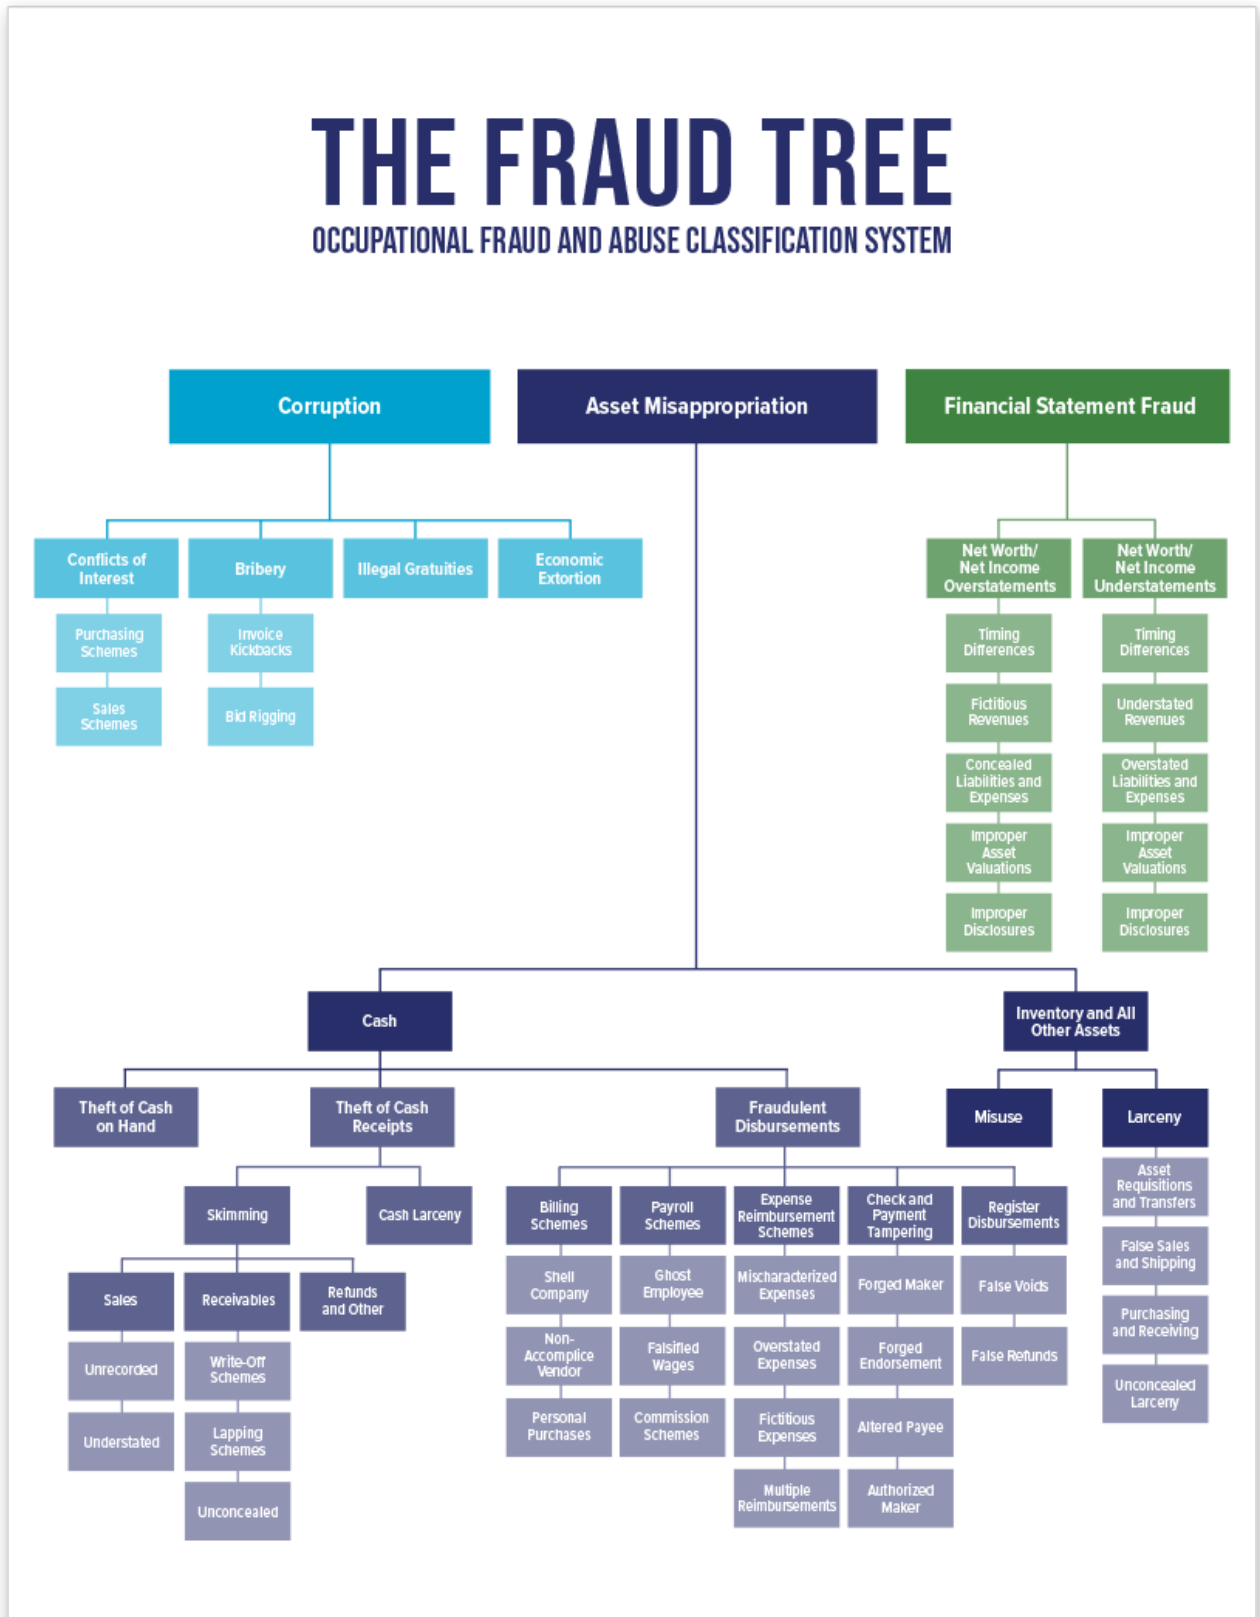 THE FRAUD TREE
OCCUPATIONAL FRAUD AND ABUSE CLASSIFICATION SYSTEM
Corruption
Asset Misappropriation
Financial Statement Fraud
Conflicts of
Interest
Bribery
Illegal Gratuities
Economic
Extortion
Purchasing
Schemes
Sales
Schemes
Invoice
Kickbacks
Bid Rigging
Net Worth/
Net Income
Overstatements
Timing
Differences
Fictitious
Revenues
Concealed
Liabilities and
Expenses
Improper
Asset
Valuations
Improper
Disclosures
Net Worth/
Net Income
Understatements
Timing
Differences
Understated
Revenues
Overstated
Liabilities and
Expenses
Improper
Asset
Valuations
Improper
Disclosures
Cash
Inventory and All
Other Assets
Theft of Cash
on Hand
Theft of Cash
Receipts
Fraudulent
Disbursements
Misuse
Larceny
Skimming
Cash Larceny
Sales
Unrecorded
Understated
Receivables
Write-Off
Schemes
Lapping
Schemes
Unconcealed
Refunds
and Other
Billing
Schemes
Shell
Company
Non-
Accomplice
Vendor
Personal
Purchases
Payroll
Schemes
Ghost
Employee
Falsified
Wages
Commission
Schemes
Expense
Reimbursement
Schemes
Mischaracterized
Expenses
Overstated
Expenses
Fictitious
Expenses
Multiple
Reimbursements
Check and
Payment
Tampering
Forged Maker
Forged
Endorsement
Altered Payee
Authorized
Maker
Register
Disbursements
False Voids
False Refunds
Asset
Requisitions
and Transfers
False Sales
and Shipping
Purchasing
and Receiving
Unconcealed
Larceny